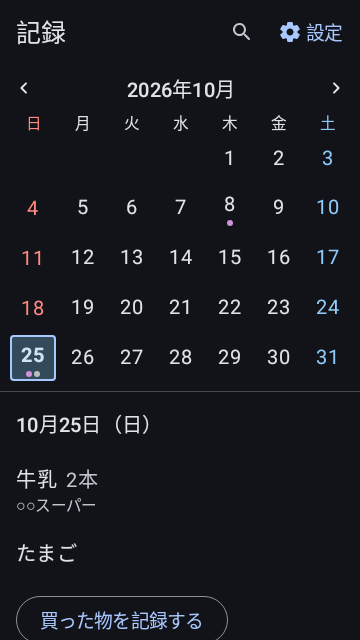 記録 設定
2026年10月
日 月 火 水 木 金 土
1 2 3
4 5 6 7 8 9 10
11 12 13 14 15 16 17
18 19 20 21 22 23 24
25 26 27 28 29 30 31
10月25日（日）
牛乳 2本
○○スーパー
たまご
買った物を記録する